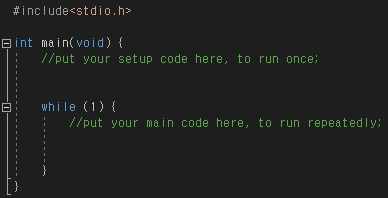 #include<stdio.h>
int main(void) {
//put your setup code here, to run once;
while (1) {
//put your main code here, to run repeatedly;
}
}